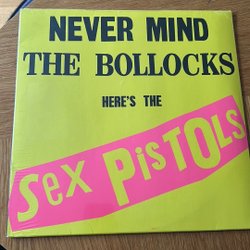 NEVER MIND
THE BOLLOCKS
HERE'S THE
Sex PiSTOLS